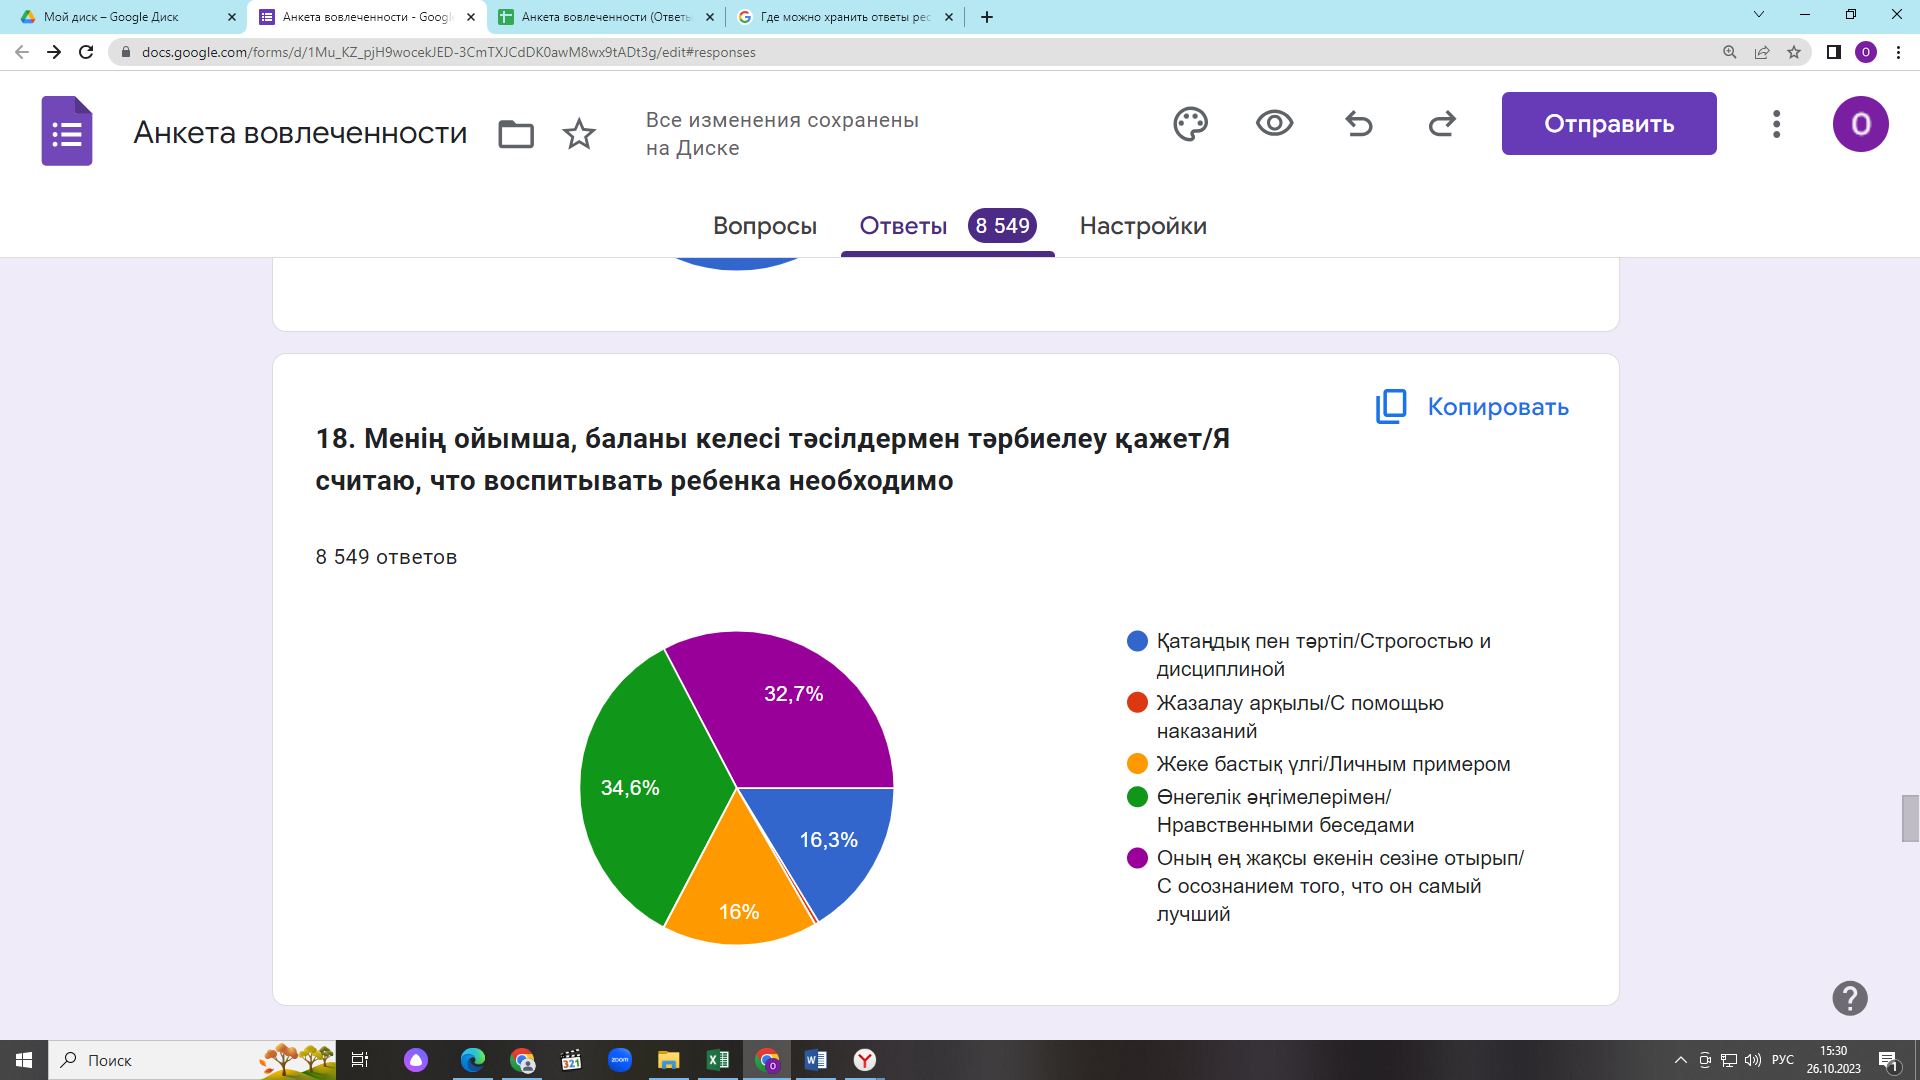 Мой диск – Google Диск
Анкета вовлеченности - Googl
Анкета вовлеченности (Ответы
Где можно хранить ответы рес
docs.google.com/forms/d/1Mu_KZ_pjH9wocekJED-3CmTXJCdDK0awM8wx9tADt3g/edit#responses
O
Анкета вовлеченности
Все изменения сохранены
на Диске
Отправить
O
Вопросы
Ответы 8 549
Настройки
Копировать
18. Менің ойымша, баланы келесі тәсілдермен тәрбиелеу қажет/Я
считаю, что воспитывать ребенка необходимо
8 549 ответов
32,7%
34,6%
16,3%
16%
Қатаңдық пен тәртіп/Строгостью и
дисциплиной
Жазалау арқылы/С помощью
наказаний
Жеке бастық үлгі/Личным примером
Өнегелік әңгімелерімен/
Нравственными беседами
Оның ең жақсы екенін сезіне отырып/
С осознанием того, что он самый
лучший
Поиск
321
zoom
РУС
15:30
26.10.2023
1